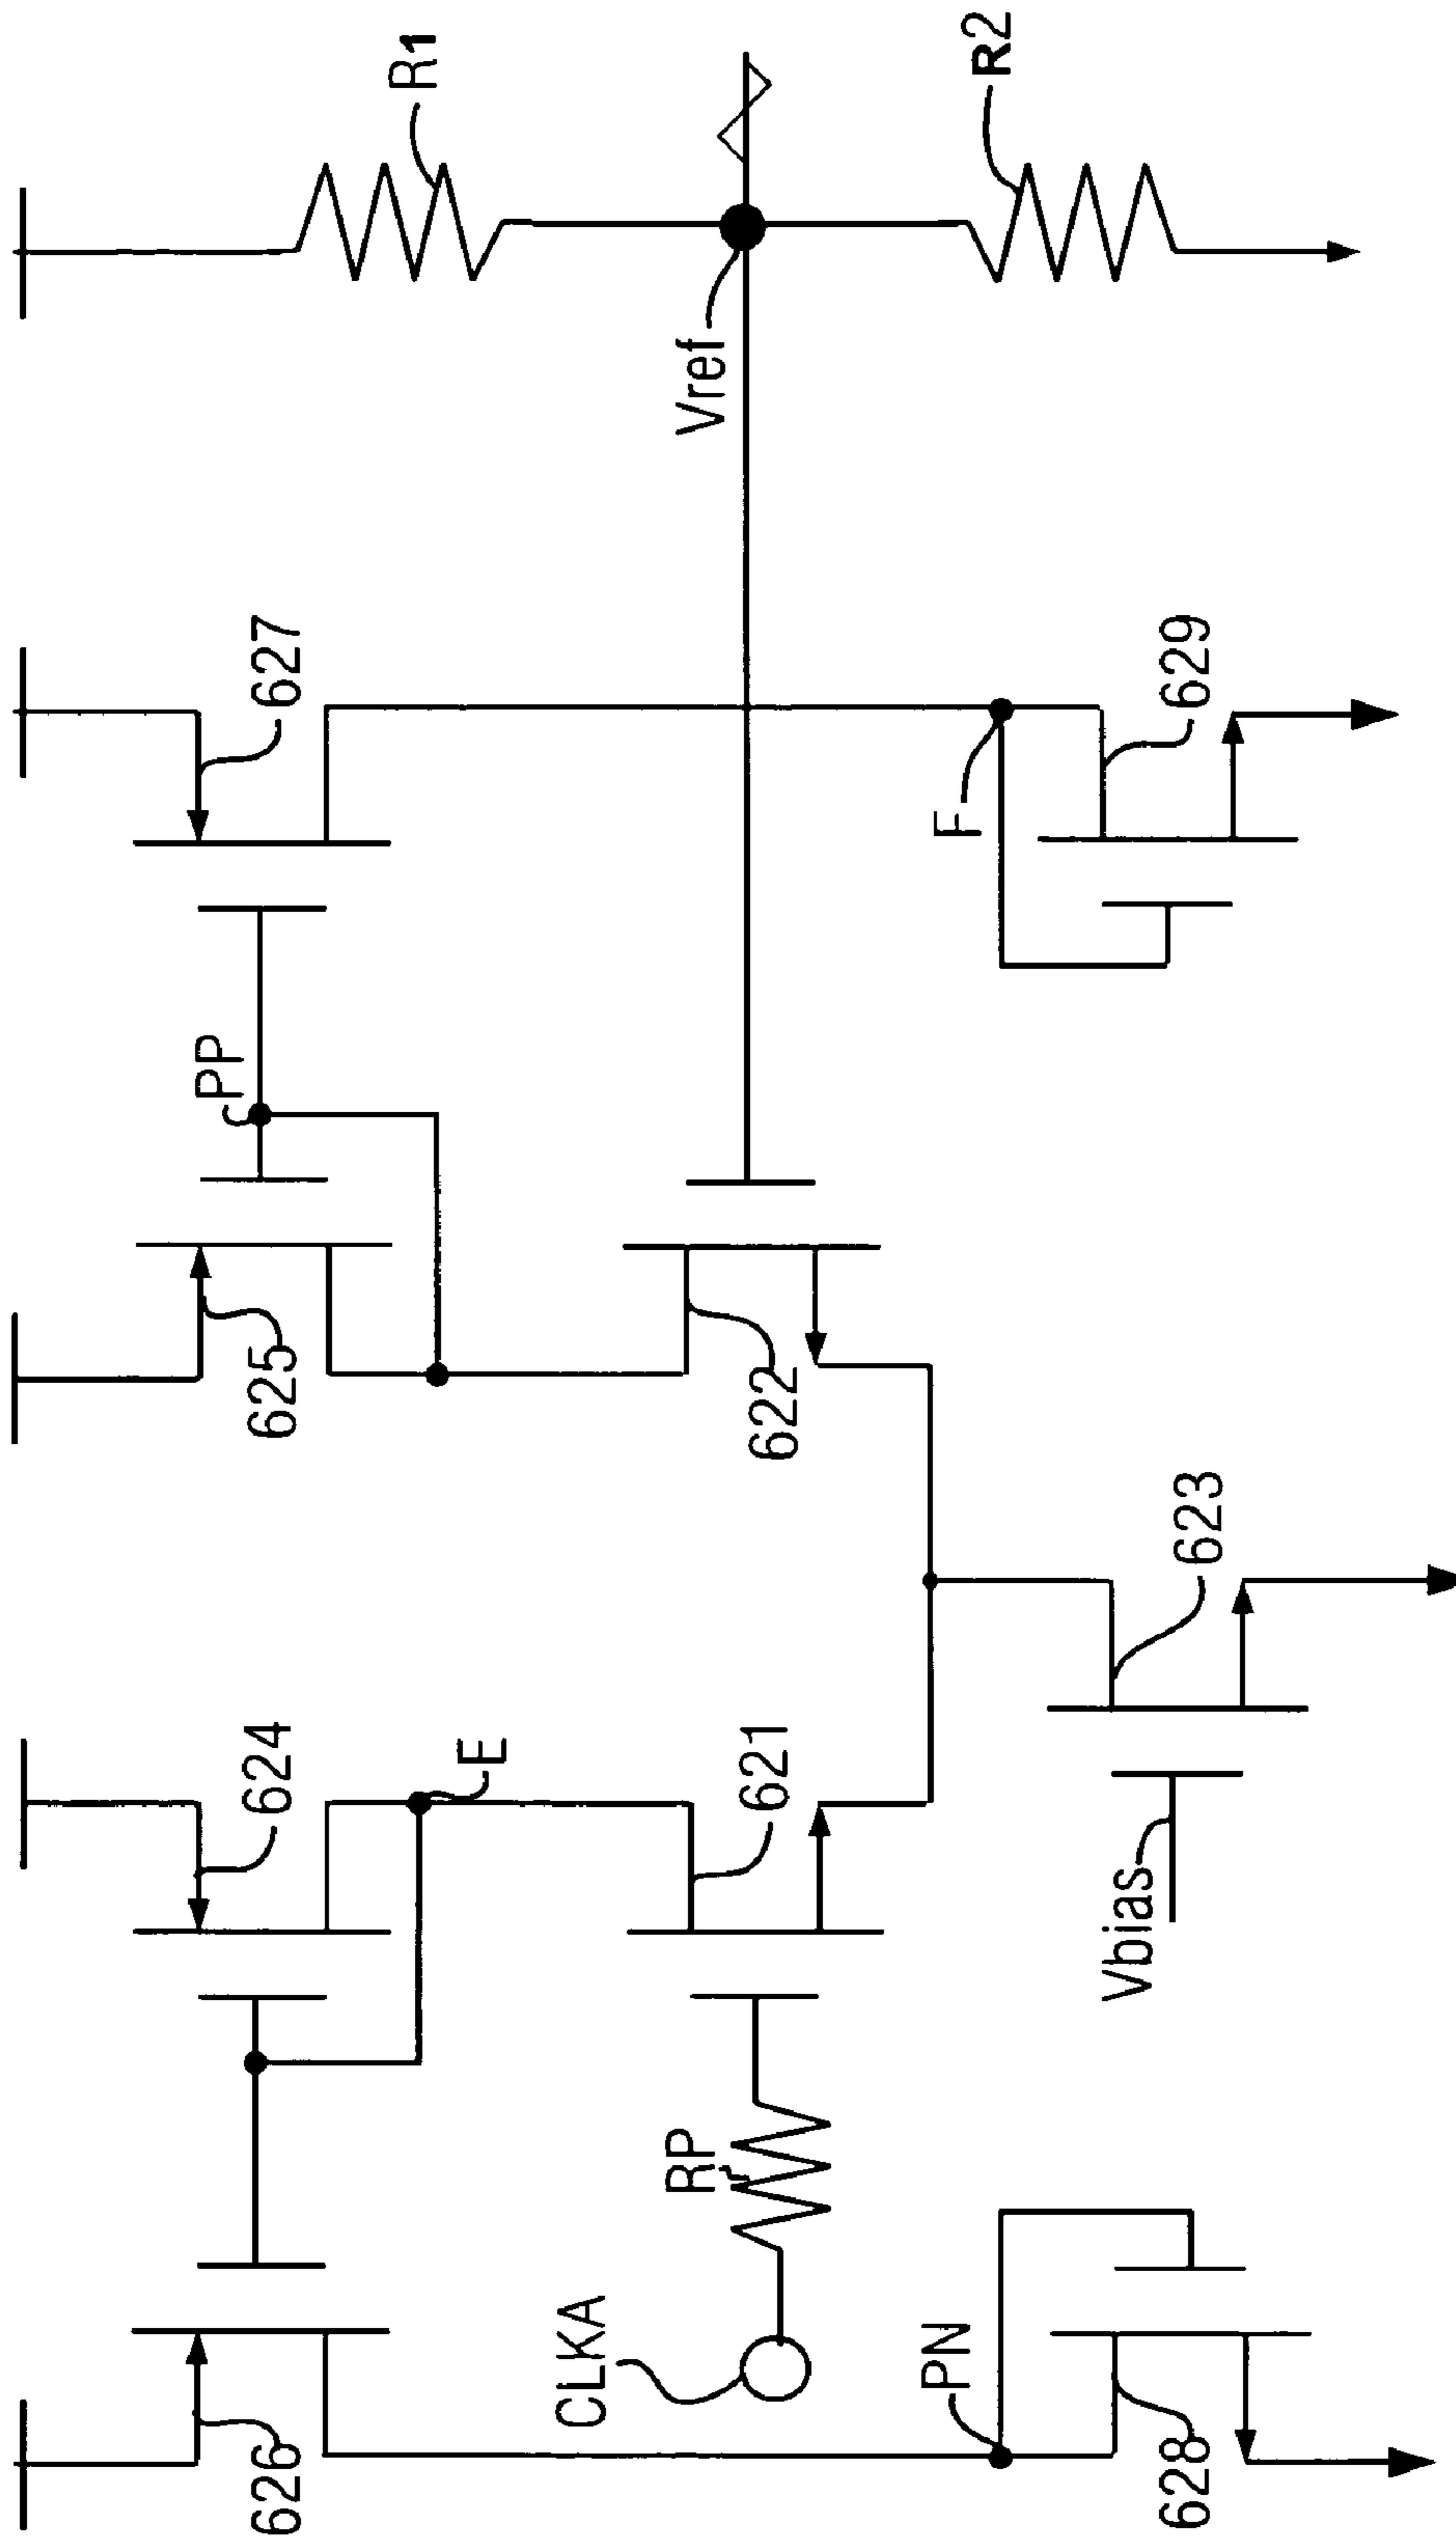 R1
R2
Vref
627
629
F
PP
625
622
623
624
E
621
Vbias
RP
CLKA
PN
626
628